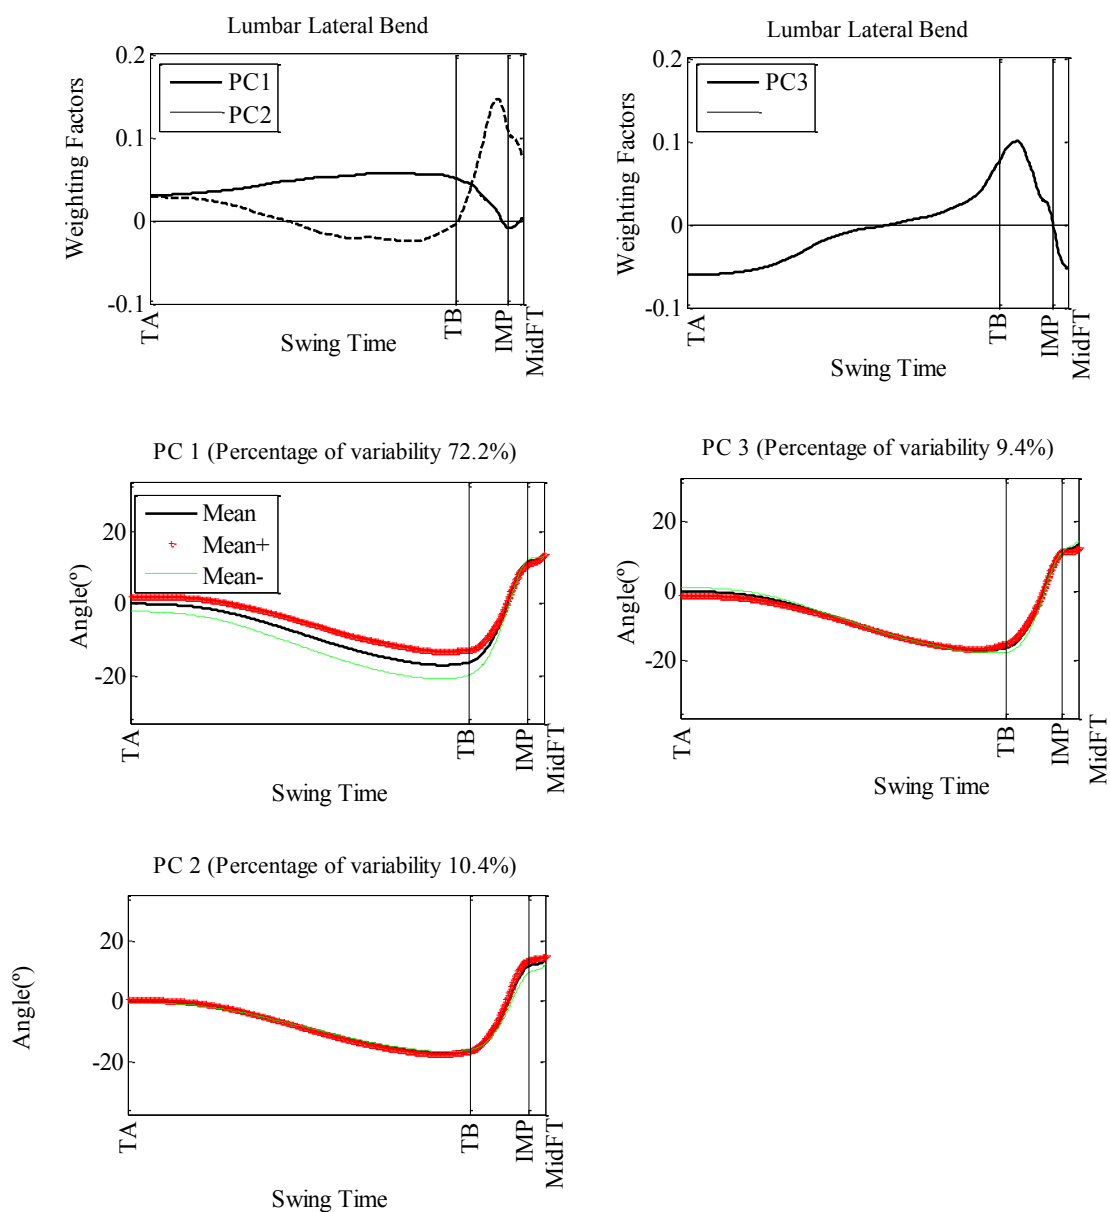 Lumbar Lateral Bend
Weighting Factors
0.2
0.1
0
-0.1
PC1
PC2
TA
TB
IMP
MidFT
Swing Time
Lumbar Lateral Bend
Weighting Factors
0.2
0.1
0
-0.1
PC3
TA
TB
IMP
MidFT
Swing Time
PC 1 (Percentage of variability 72.2%)
Angle(º)
20
0
-20
Mean
Mean+
Mean-
TA
TB
IMP
MidFT
Swing Time
PC 3 (Percentage of variability 9.4%)
Angle(º)
20
0
-20
TA
TB
IMP
MidFT
Swing Time
PC 2 (Percentage of variability 10.4%)
Angle(º)
20
0
-20
TA
TB
IMP
MidFT
Swing Time